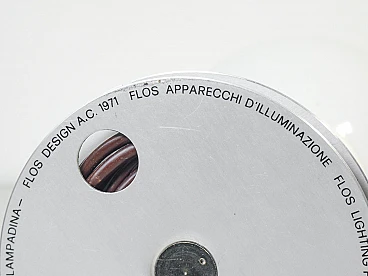 LAMPADINA — FLOS DESIGN A.C. 1971 FLOS APPARECCHI D'ILLUMINAZIONE FLOS LIGHTING